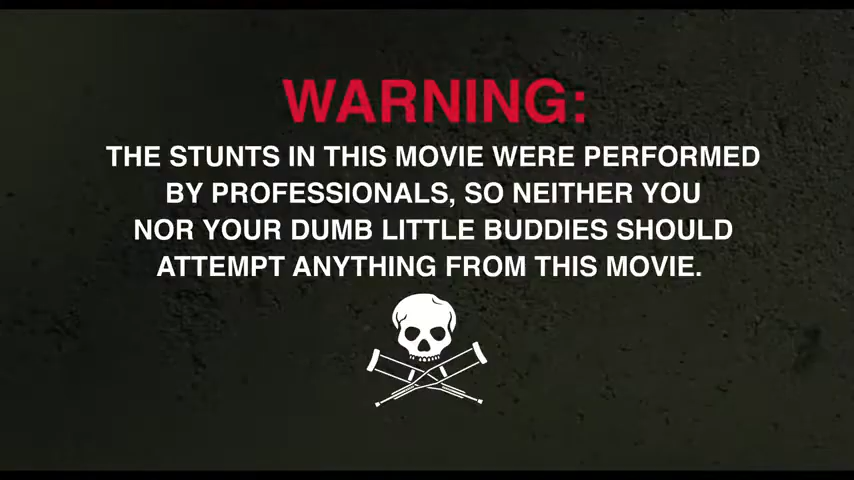 WARNING:
THE STUNTS IN THIS MOVIE WERE PERFORMED
BY PROFESSIONALS, SO NEITHER YOU
NOR YOUR DUMB LITTLE BUDDIES SHOULD
ATTEMPT ANYTHING FROM THIS MOVIE.